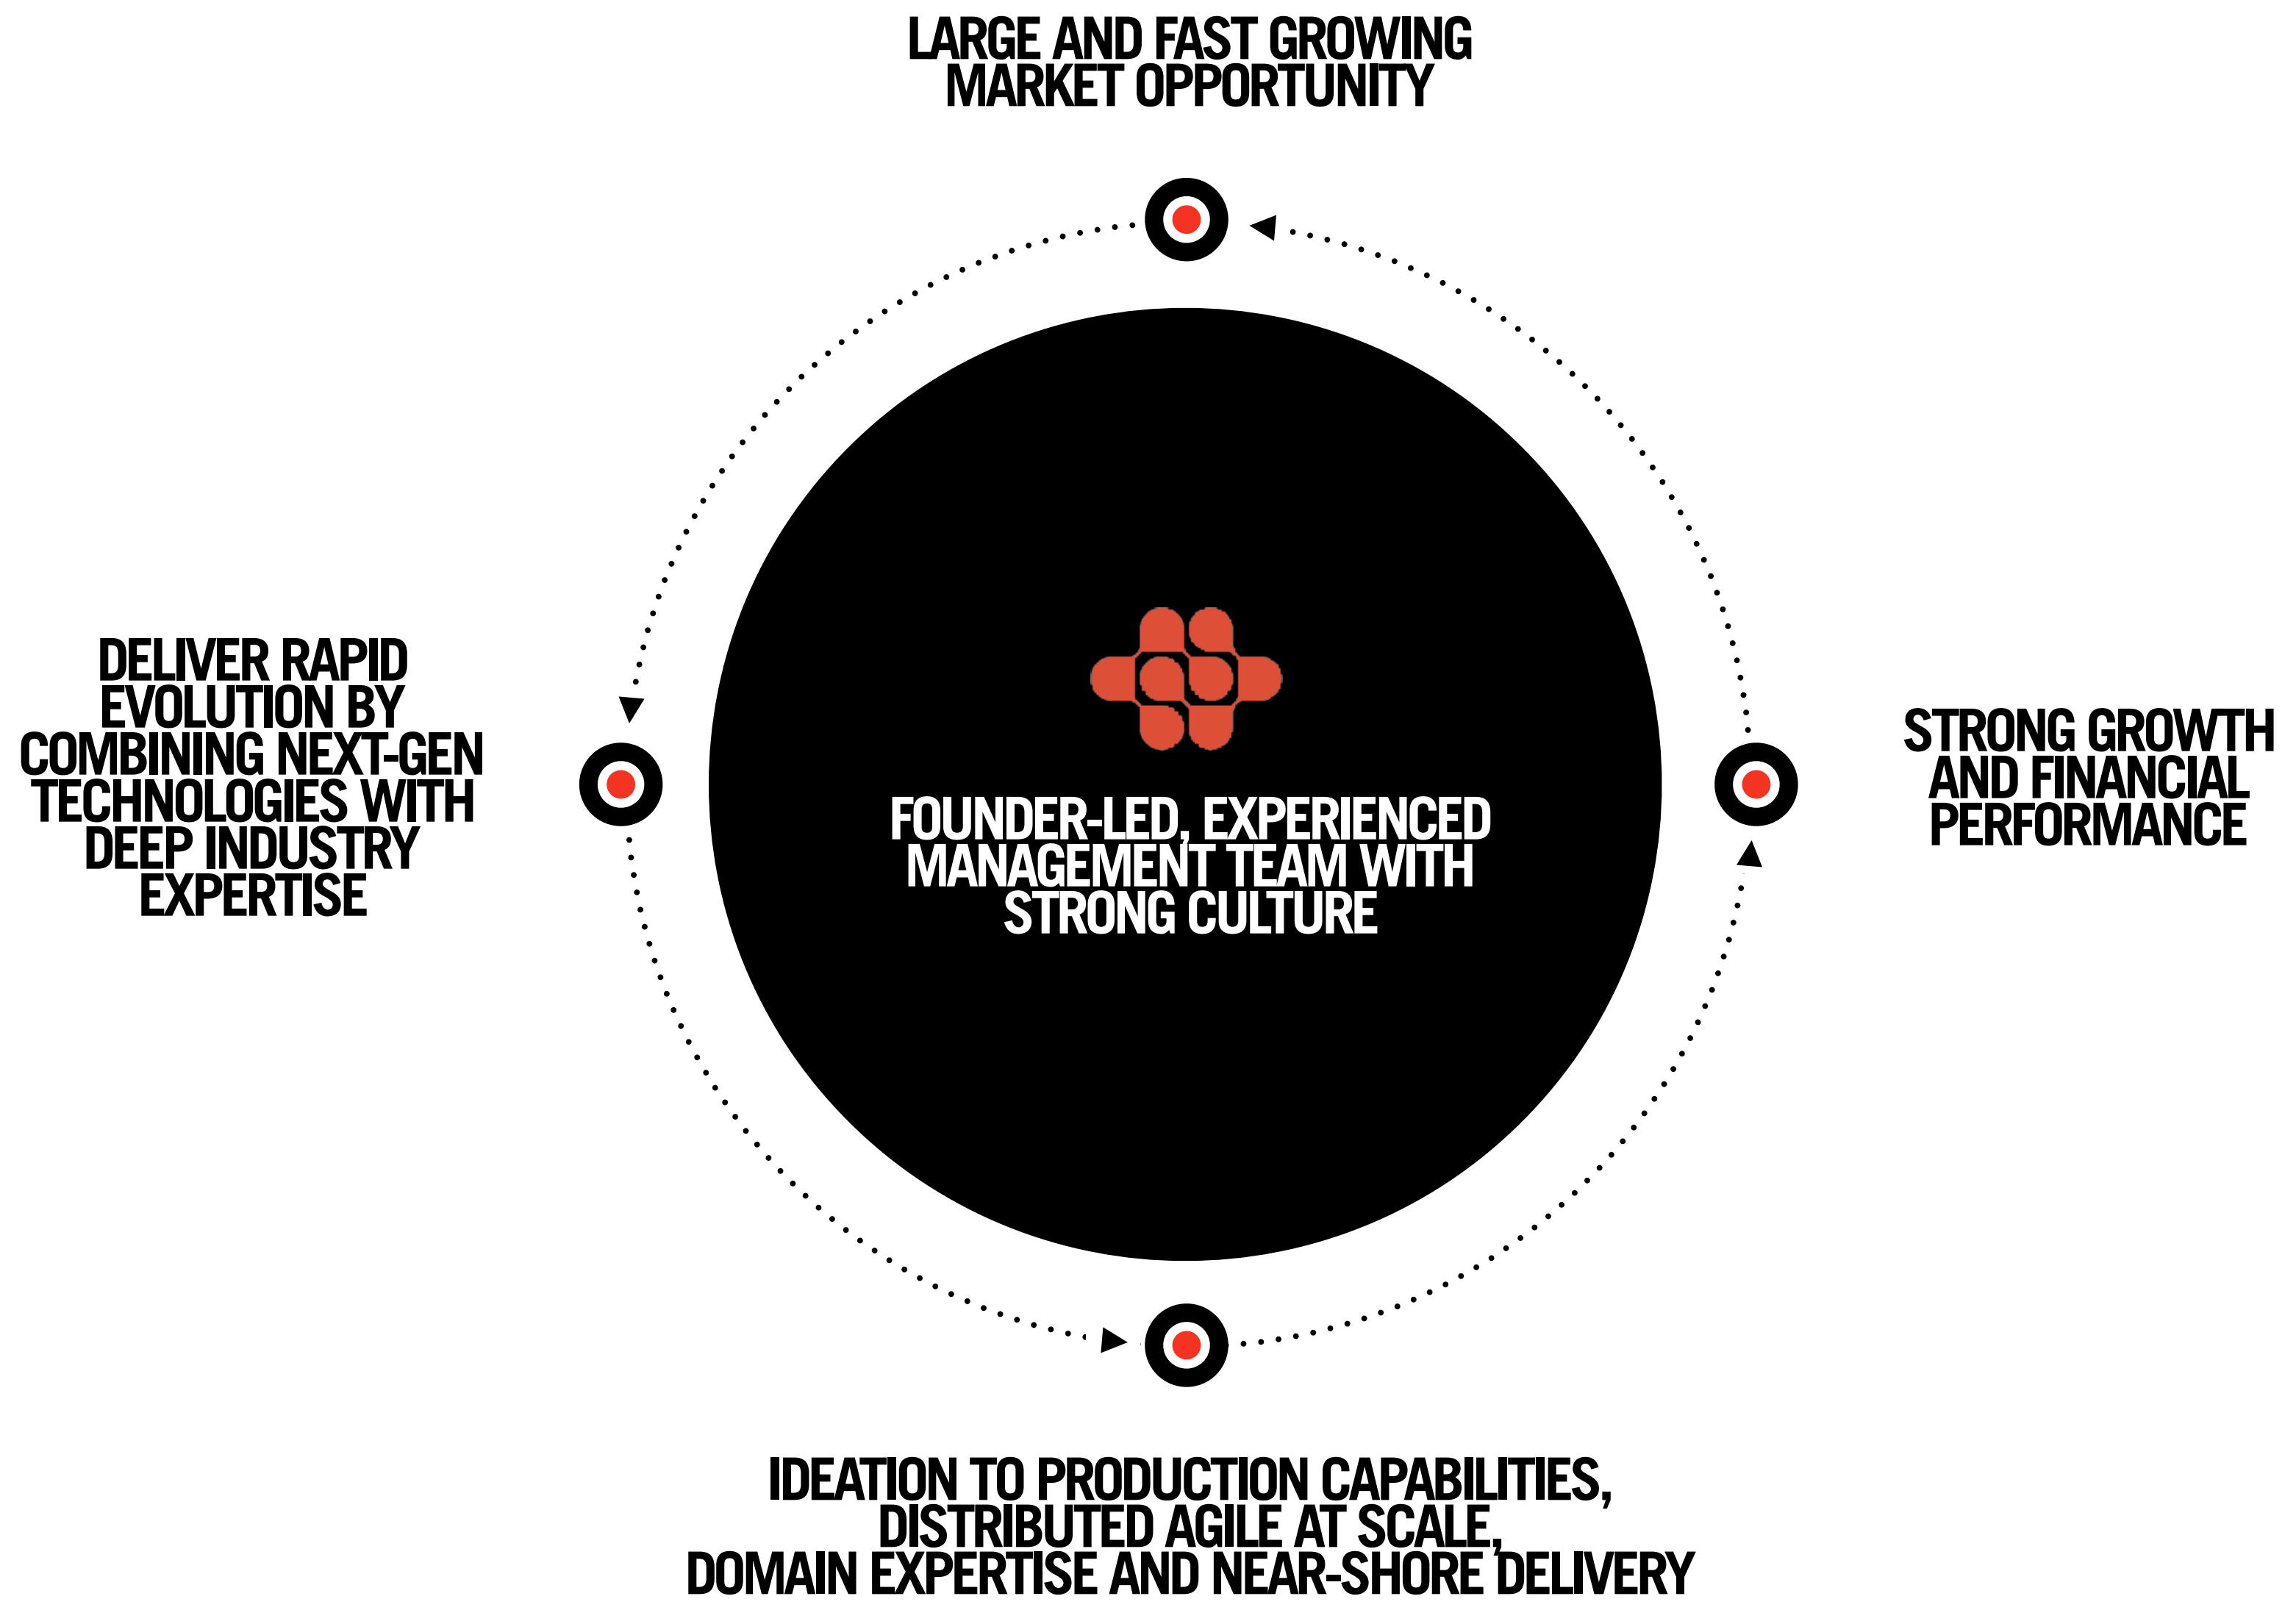 LARGE AND FAST GROWING
MARKET OPPORTUNITY
DELIVER RAPID
EVOLUTION BY
COMBINING NEXT-GEN
TECHNOLOGIES WITH
DEEP INDUSTRY
EXPERTISE
FOUNDER-LED, EXPERIENCED
MANAGEMENT TEAM WITH
STRONG CULTURE
STRONG GROWTH
AND FINANCIAL
PERFORMANCE
IDEATION TO PRODUCTION CAPABILITIES,
DISTRIBUTED AGILE AT SCALE,
DOMAIN EXPERTISE AND NEAR-SHORE DELIVERY